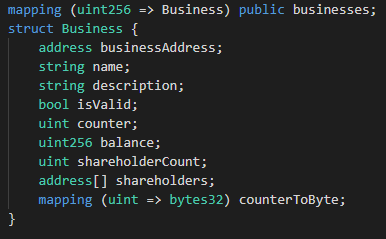 mapping (uint256 => Business) public businesses;
struct Business {
address businessAddress;
string name;
string description;
bool isValid;
uint counter;
uint256 balance;
uint shareholderCount;
address[] shareholders;
mapping (uint => bytes32) counterToByte;
}